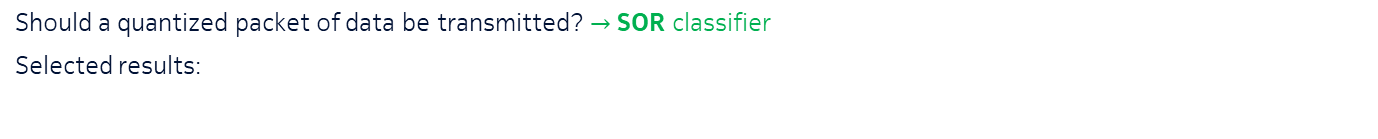 Should a quantized packet of data be transmitted? → SOR classifier
Selected results: